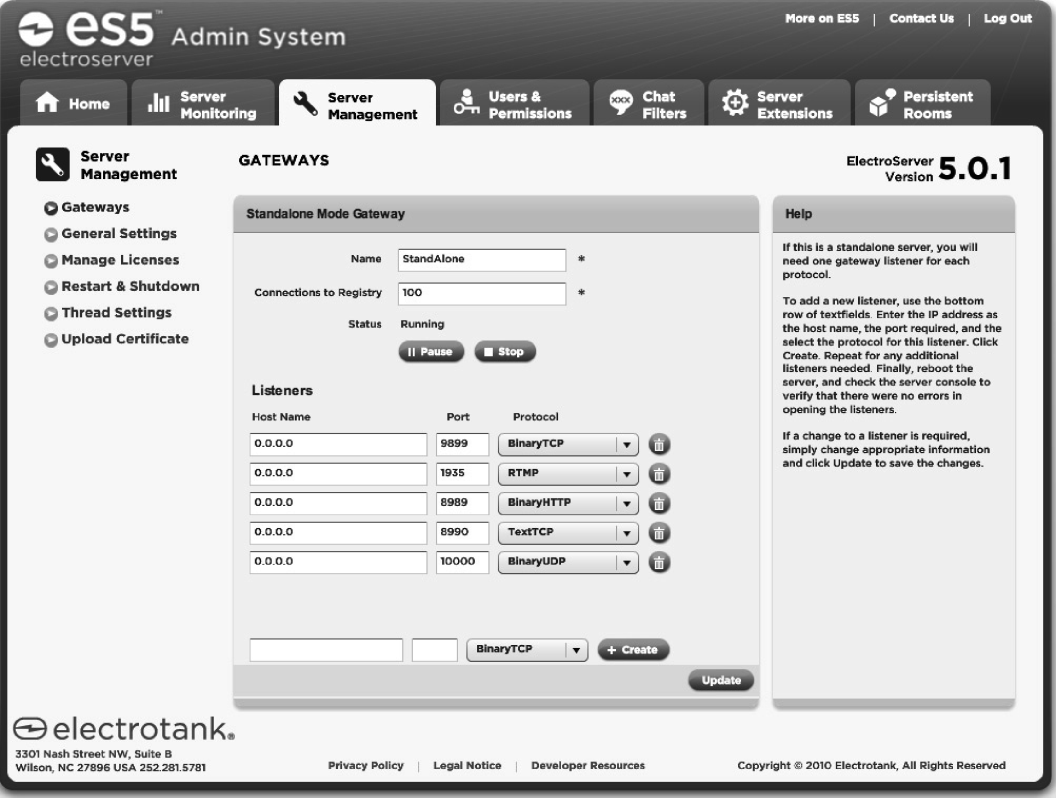 More on ES5 | Contact Us | Log Out
ES5™ Admin System
electroserver
Home
Server Monitoring
Server Management
Users & Permissions
Chat Filters
Server Extensions
Persistent Rooms
Server Management
Gateways
General Settings
Manage Licenses
Restart & Shutdown
Thread Settings
Upload Certificate
GATEWAYS
ElectroServer Version 5.0.1
Standalone Mode Gateway
Name StandAlone *
Connections to Registry 100 *
Status Running
Pause Stop
Listeners
Host Name Port Protocol
0.0.0.0 9899 BinaryTCP
0.0.0.0 1935 RTMP
0.0.0.0 8989 BinaryHTTP
0.0.0.0 8990 TextTCP
0.0.0.0 10000 BinaryUDP
BinaryTCP + Create
Update
Help
If this is a standalone server, you will
need one gateway listener for each
protocol.
To add a new listener, use the bottom
row of textfields. Enter the IP address as
the host name, the port required, and the
select the protocol for this listener. Click
Create. Repeat for any additional
listeners needed. Finally, reboot the
server, and check the server console to
verify that there were no errors in
opening the listeners.
If a change to a listener is required,
simply change appropriate information
and click Update to save the changes.
electrotank®
3301 Nash Street NW, Suite B
Wilson, NC 27896 USA 252.281.5781
Privacy Policy | Legal Notice | Developer Resources
Copyright © 2010 Electrotank, All Rights Reserved